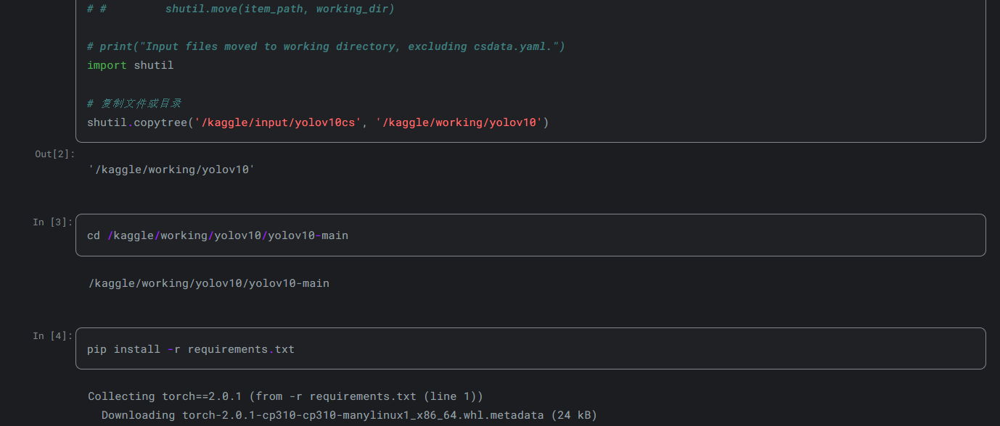 # #         shutil.move(item_path, working_dir)
# print("Input files moved to working directory, excluding csdata.yaml.")
import shutil
# 复制文件或目录
shutil.copytree('/kaggle/input/yolov10cs', '/kaggle/working/yolov10')
Out[2]:
'/kaggle/working/yolov10'
In [3]:
cd /kaggle/working/yolov10/yolov10-main
/kaggle/working/yolov10/yolov10-main
In [4]:
pip install -r requirements.txt
Collecting torch==2.0.1 (from -r requirements.txt (line 1))
  Downloading torch-2.0.1-cp310-cp310-manylinux1_x86_64.whl.metadata (24 kB)